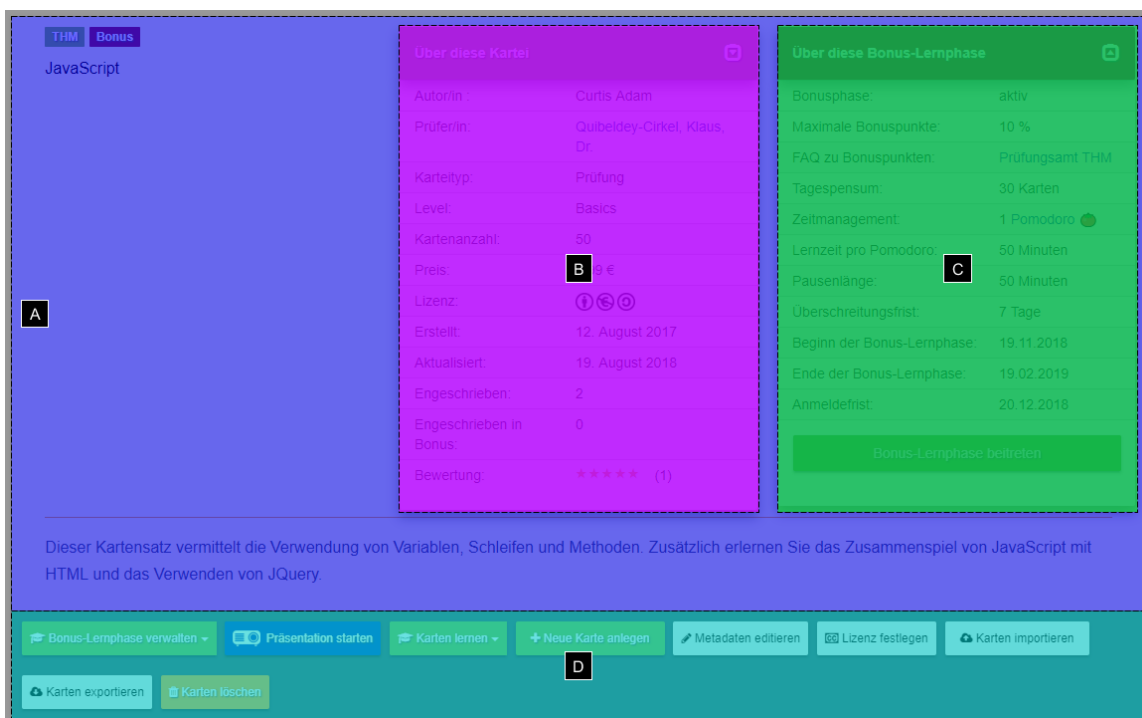 THM Bonus
JavaScript
A
Über diese Kartei
Autor/in : Curtis Adam
Prüfer/in: Quibeldey-Cirkel, Klaus,
Dr.
Karteityp: Prüfung
Level: Basics
Kartenanzahl: 50
Preis: 9 €
B
Lizenz:
Erstellt: 12. August 2017
Aktualisiert: 19. August 2018
Engeschrieben: 2
Engeschrieben in 0
Bonus:
Bewertung: ★★★★★ (1)
Über diese Bonus-Lernphase
Bonusphase: aktiv
Maximale Bonuspunkte: 10 %
FAQ zu Bonuspunkten: Prüfungsamt THM
Tagespensum: 30 Karten
Zeitmanagement: 1 Pomodoro
Lernzeit pro Pomodoro: 50 Minuten
C
Pausenlänge: 50 Minuten
Überschreitungsfrist: 7 Tage
Beginn der Bonus-Lernphase: 19.11.2018
Ende der Bonus-Lernphase: 19.02.2019
Anmeldefrist: 20.12.2018
Bonus-Lernphase beitreten
Dieser Kartensatz vermittelt die Verwendung von Variablen, Schleifen und Methoden. Zusätzlich erlernen Sie das Zusammenspiel von JavaScript mit
HTML und das Verwenden von JQuery.
Bonus-Lernphase verwalten Präsentation starten Karten lernen + Neue Karte anlegen Metadaten editieren Lizenz festlegen Karten importieren
D
Karten exportieren Karten löschen